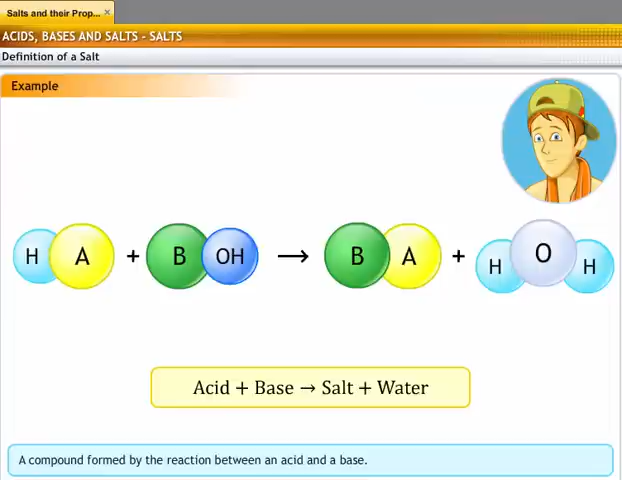 Salts and their Prop... ×
ACIDS, BASES AND SALTS - SALTS
Definition of a Salt
Example
H A + B OH → B A + H O H
Acid + Base → Salt + Water
A compound formed by the reaction between an acid and a base.